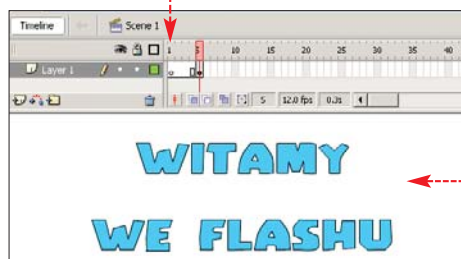 Timeline Scene 1
1 5 10 15 20 25 30 35 40
Layer 1
5 12.0 fps 0.3s
WITAMY
WE FLASHU